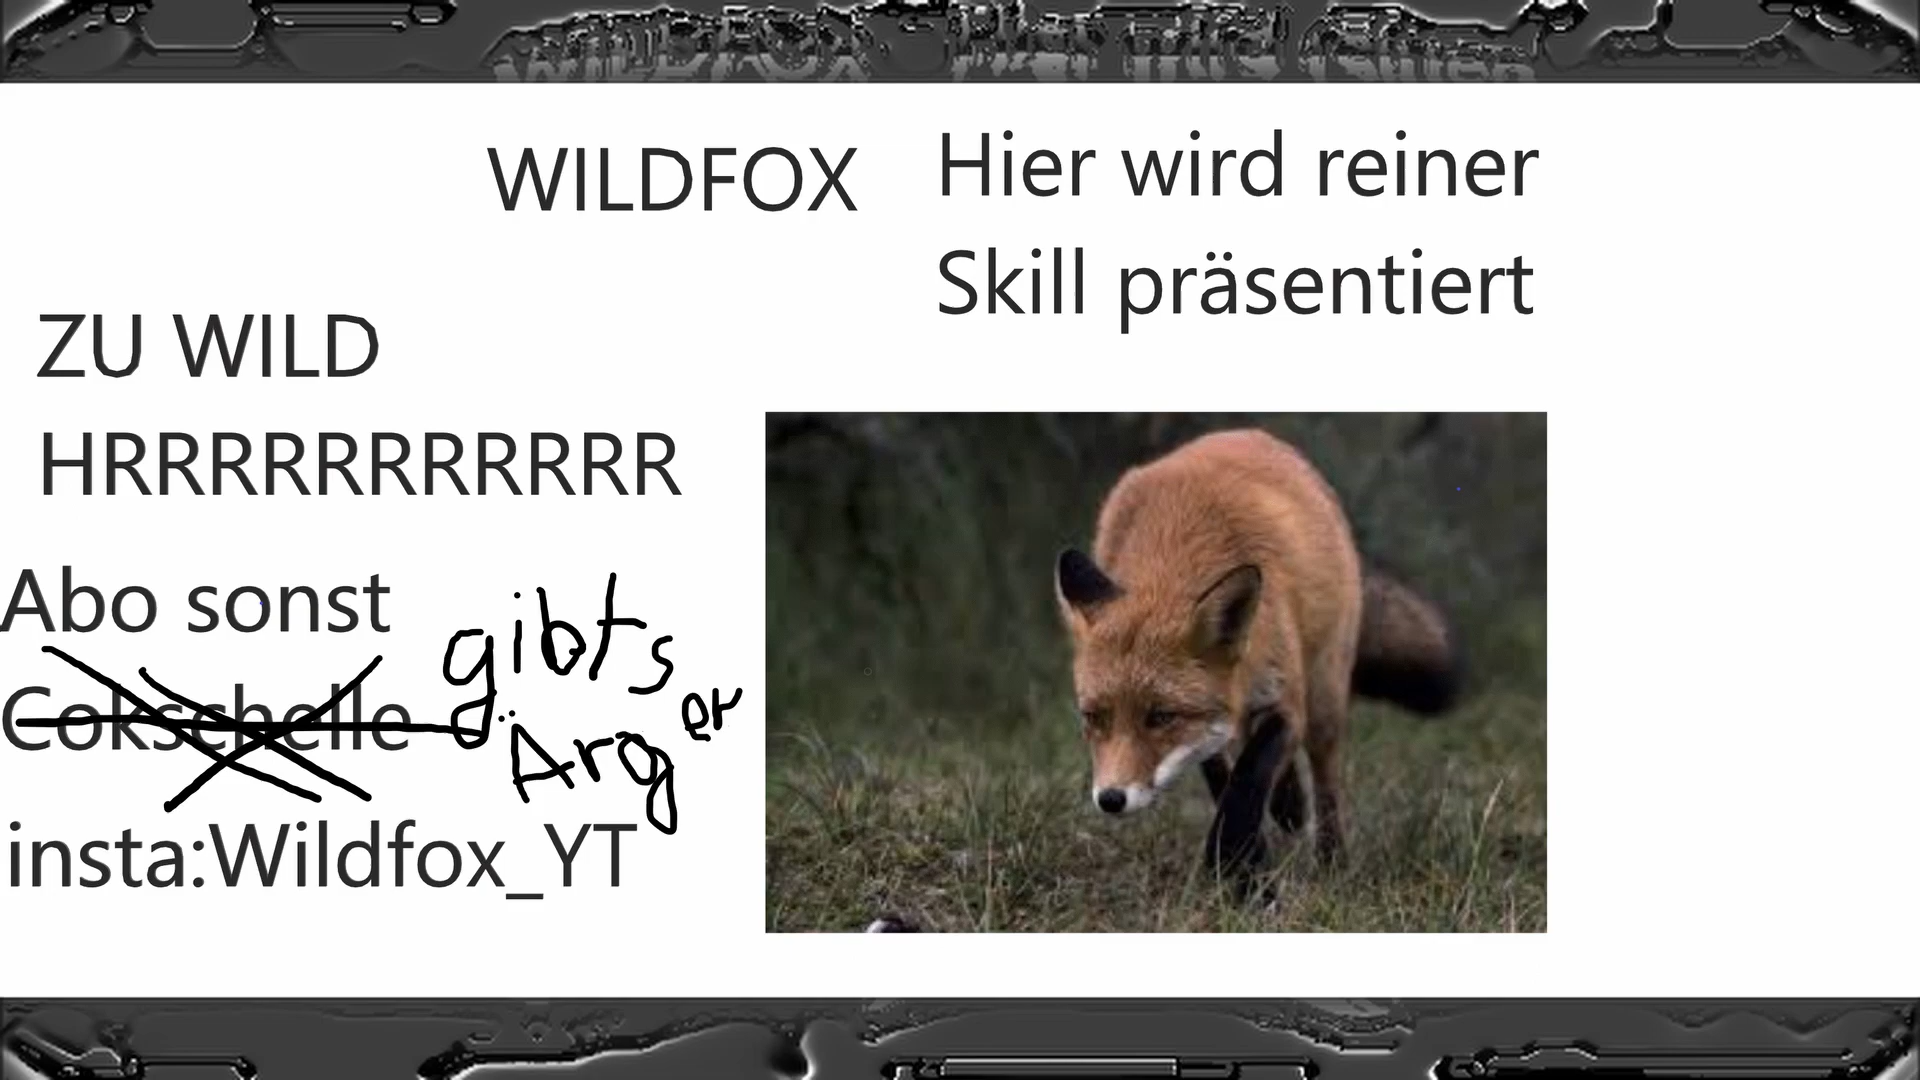 WILDFOX
Hier wird reiner
Skill präsentiert
ZU WILD
HRRRRRRRRRRR
Abo sonst
Cokschelle
gibts
Ärger
insta:Wildfox_YT